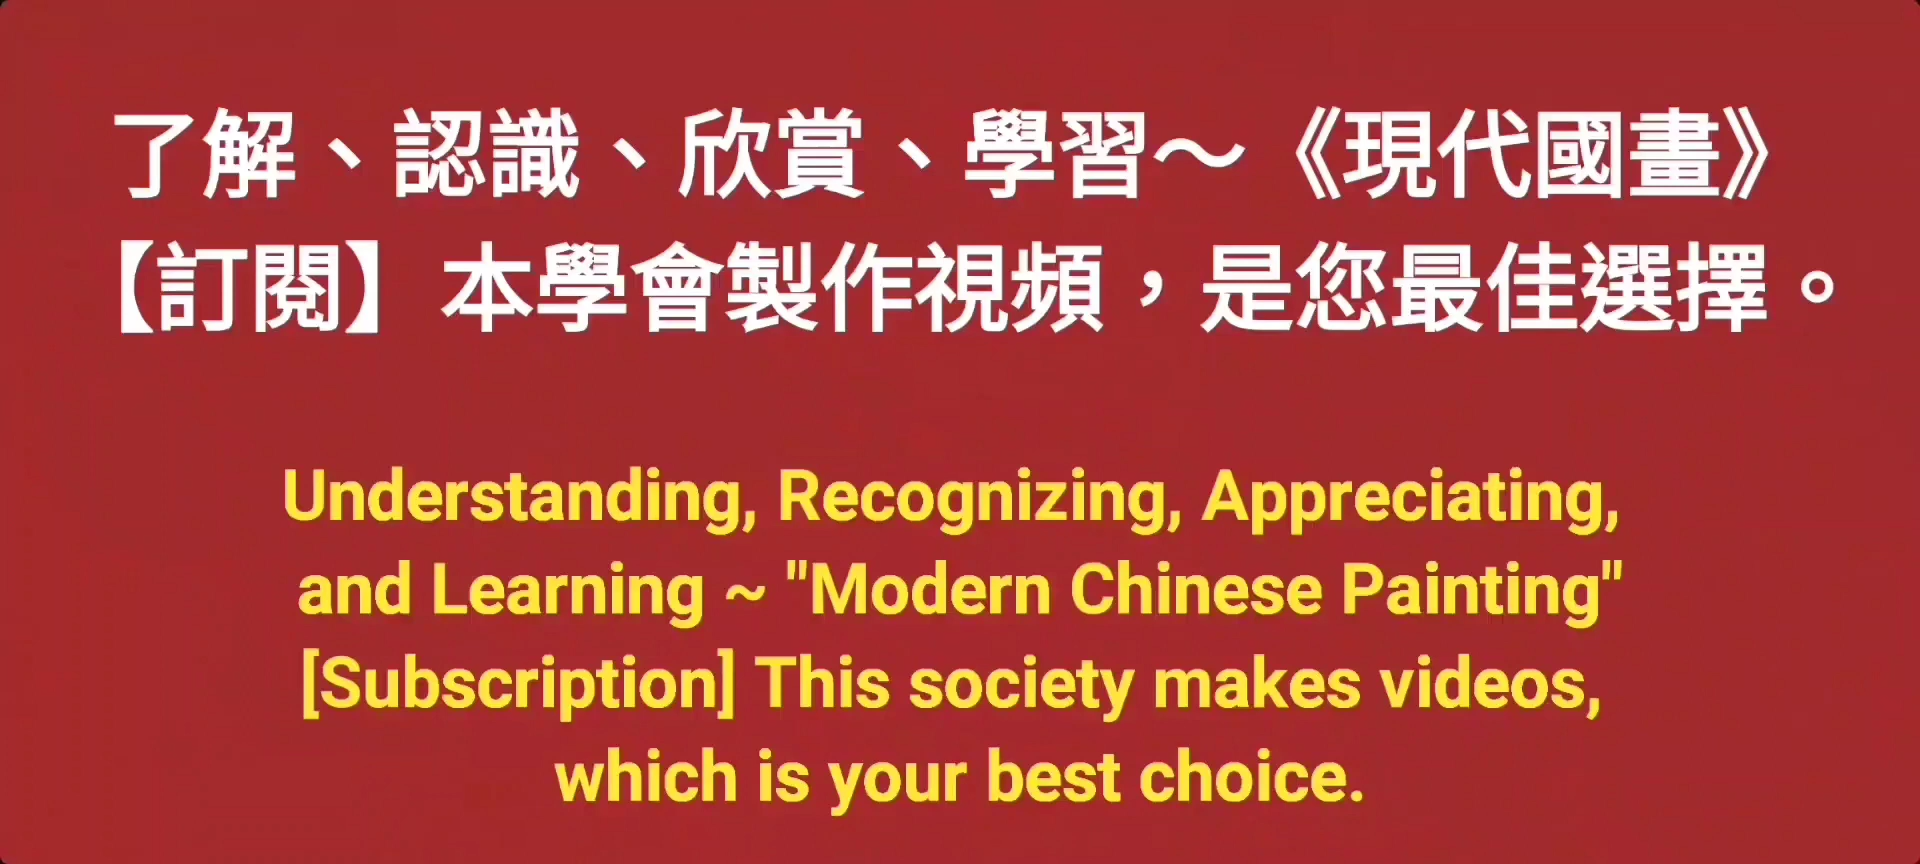 了解、認識、欣賞、學習～《現代國畫》
【訂閱】本學會製作視頻，是您最佳選擇。
Understanding, Recognizing, Appreciating,
and Learning ~ "Modern Chinese Painting"
[Subscription] This society makes videos,
which is your best choice.